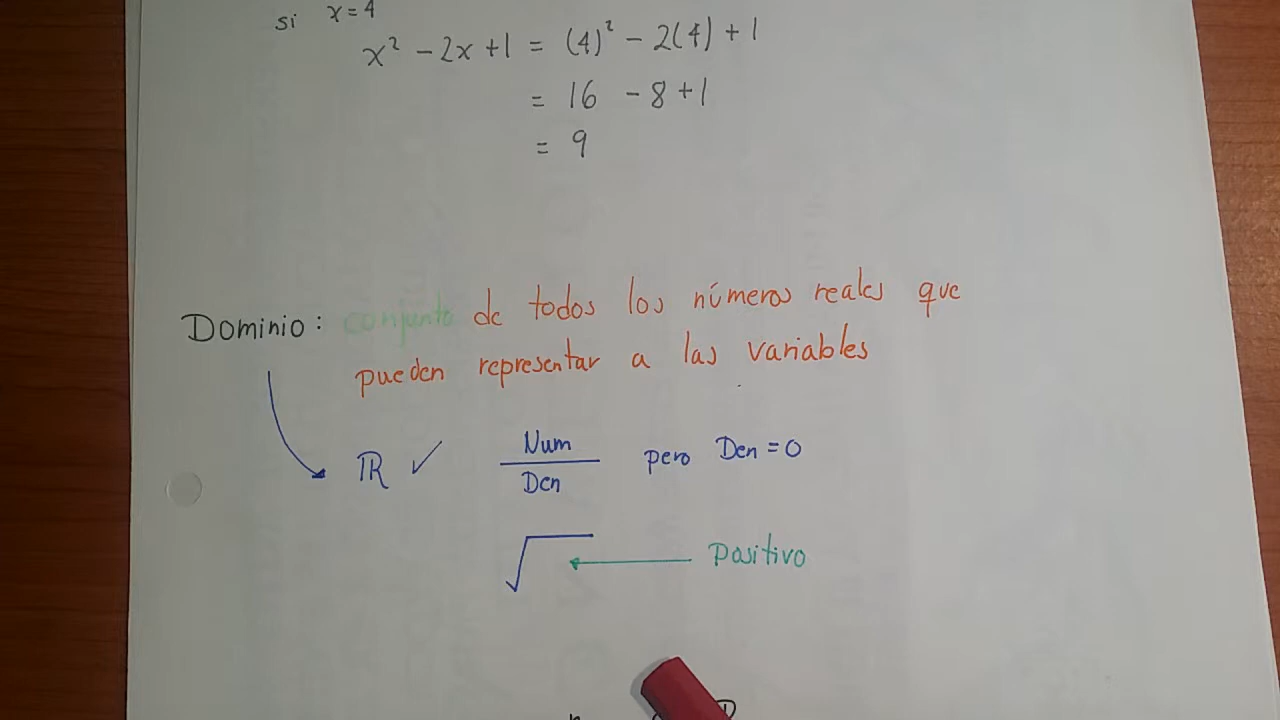 si x = 4
x² - 2x + 1 = (4)² - 2(4) + 1
= 16 - 8 + 1
= 9
Dominio: conjunto de todos los números reales que
pueden representar a las variables
ℝ ✓ Num
Den pero Den = 0
√ Positivo